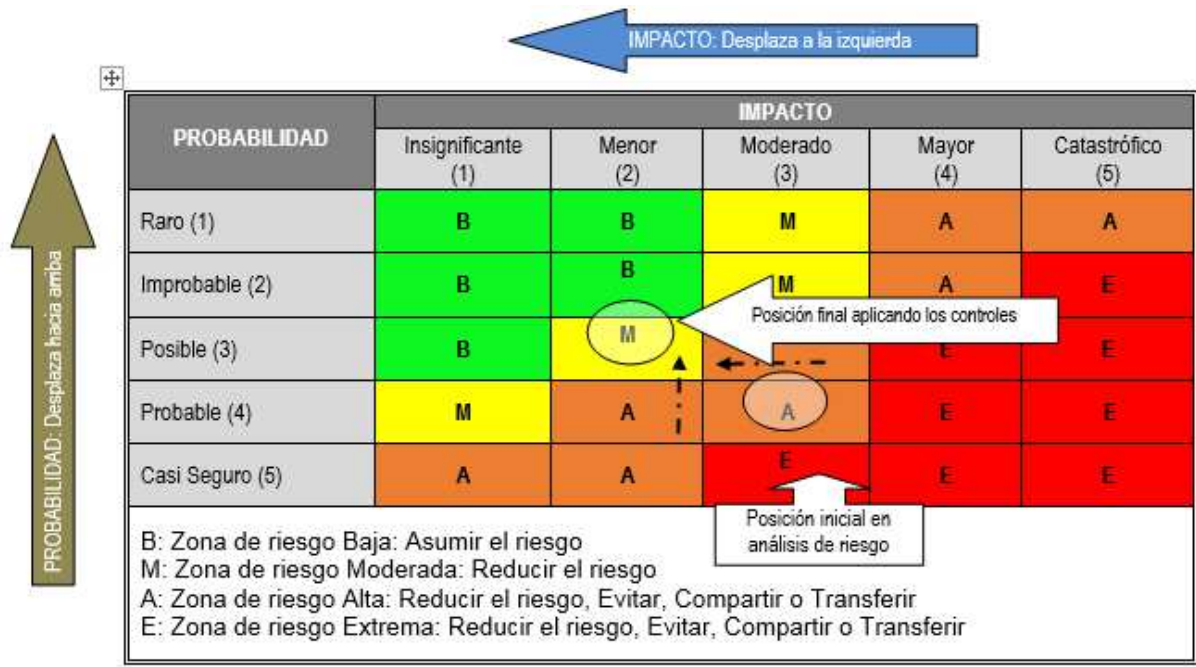 IMPACTO: Desplaza a la izquierda
PROBABILIDAD: Desplaza hacia arriba
PROBABILIDAD
IMPACTO
Insignificante
(1)
Menor
(2)
Moderado
(3)
Mayor
(4)
Catastrófico
(5)
Raro (1) B B M A A
Improbable (2) B B M A E
Posición final aplicando los controles
Posible (3) B M E E
Probable (4) M A A E E
Casi Seguro (5) A A E E E
Posición inicial en
análisis de riesgo
B: Zona de riesgo Baja: Asumir el riesgo
M: Zona de riesgo Moderada: Reducir el riesgo
A: Zona de riesgo Alta: Reducir el riesgo, Evitar, Compartir o Transferir
E: Zona de riesgo Extrema: Reducir el riesgo, Evitar, Compartir o Transferir